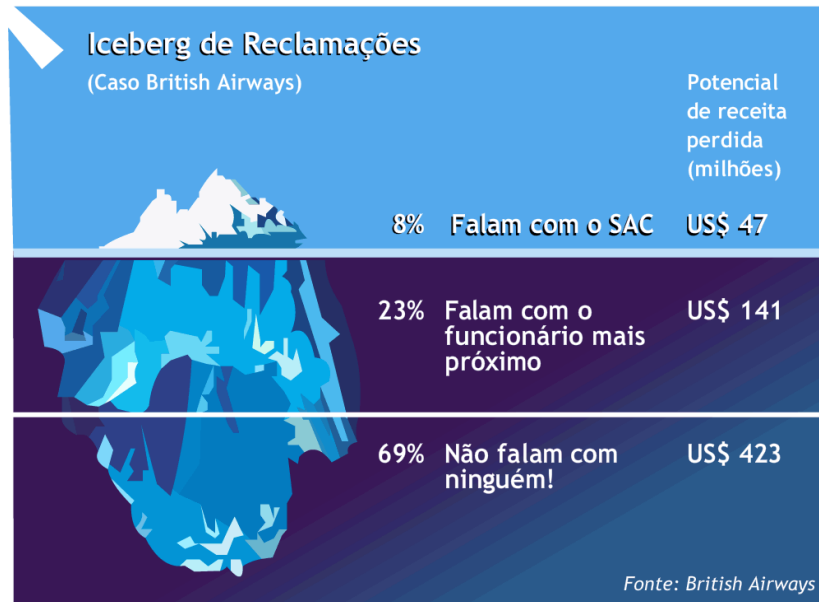 Iceberg de Reclamações
(Caso British Airways)
Potencial
de receita
perdida
(milhões)
8% Falam com o SAC US$ 47
23% Falam com o US$ 141
funcionário mais
próximo
69% Não falam com US$ 423
ninguém!
Fonte: British Airways